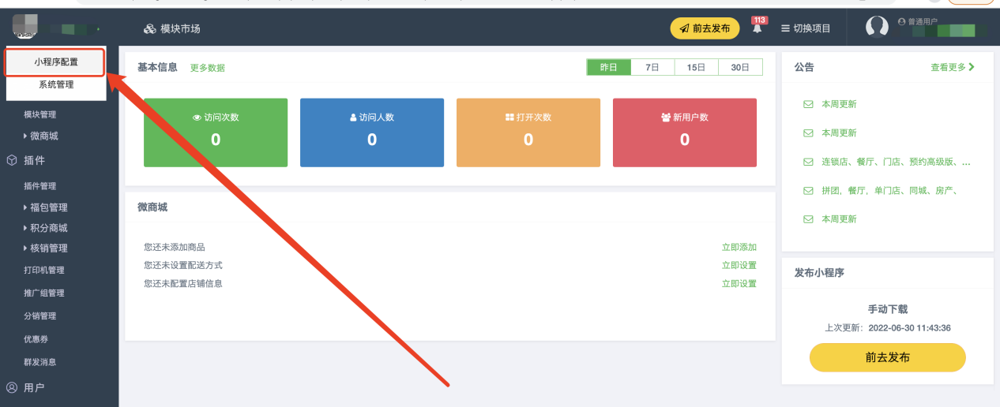 模块市场
前去发布
113
切换项目
普通用户
小程序配置
系统管理
模块管理
微商城
插件
插件管理
福包管理
积分商城
核销管理
打印机管理
推广组管理
分销管理
优惠券
群发消息
用户
基本信息 更多数据
昨日 7日 15日 30日
访问次数
0
访问人数
0
打开次数
0
新用户数
0
微商城
您还未添加商品 立即添加
您还未设置配送方式 立即设置
您还未配置店铺信息 立即设置
公告 查看更多
本周更新
本周更新
连锁店、餐厅、门店、预约高级版、...
拼团，餐厅，单门店、同城、房产、
本周更新
发布小程序
手动下载
上次更新：2022-06-30 11:43:36
前去发布